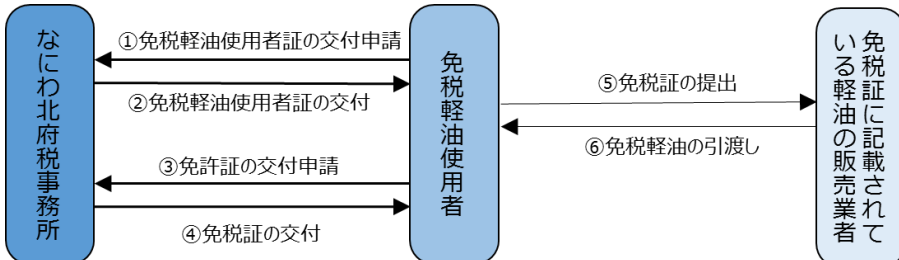 なにわ北府税事務所
①免税軽油使用者証の交付申請
②免税軽油使用者証の交付
③免許証の交付申請
④免税証の交付
免税軽油使用者
⑤免税証の提出
⑥免税軽油の引渡し
免税証に記載されて
いる軽油の販売業者